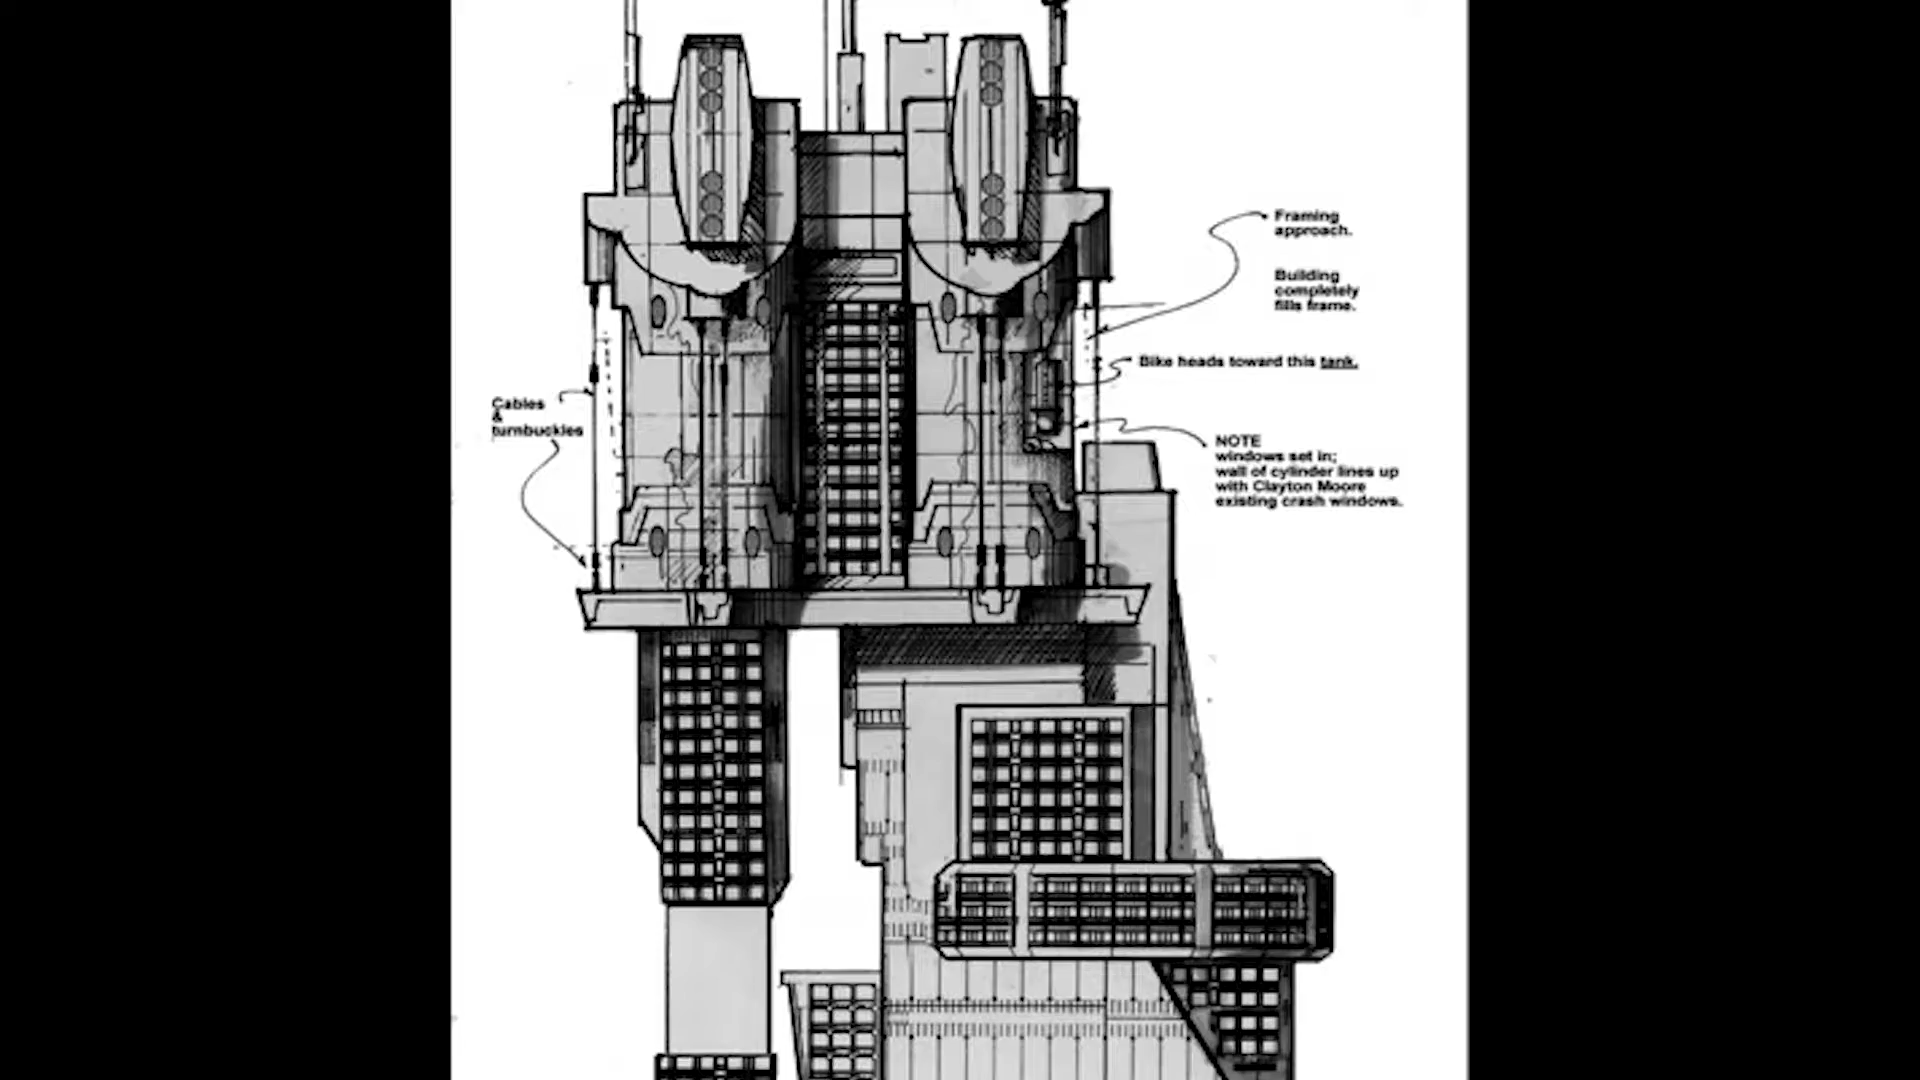 Framing
approach.
Building
completely
fills frame.
Bike heads toward this tank.
Cables
&
turnbuckles
NOTE
windows set in;
wall of cylinder lines up
with Clayton Moore
existing crash windows.